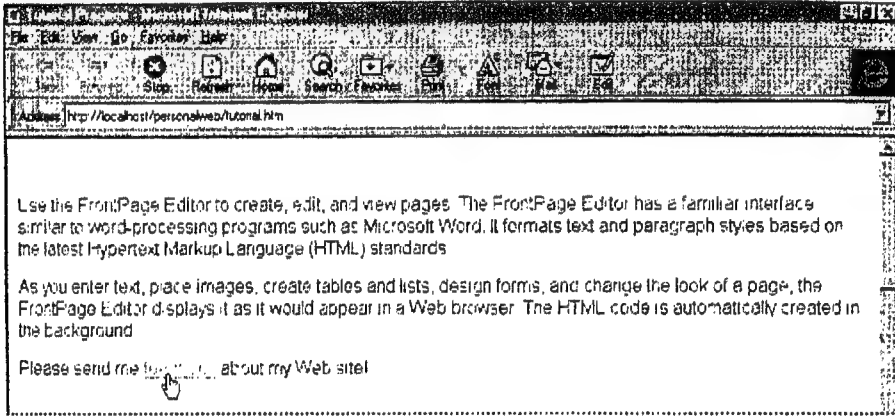 File Edit View Go Favorites Help
Stop Refresh Home Search Favorites Print Font Mail Edit
Address http://localhost/personalweb/tutorial.htm
Use the FrontPage Editor to create, edit, and view pages. The FrontPage Editor has a familiar interface
similar to word-processing programs such as Microsoft Word. It formats text and paragraph styles based on
the latest Hypertext Markup Language (HTML) standards
As you enter text, place images, create tables and lists, design forms, and change the look of a page, the
FrontPage Editor displays it as it would appear in a Web browser. The HTML code is automatically created in
the background
Please send me about my Web site!